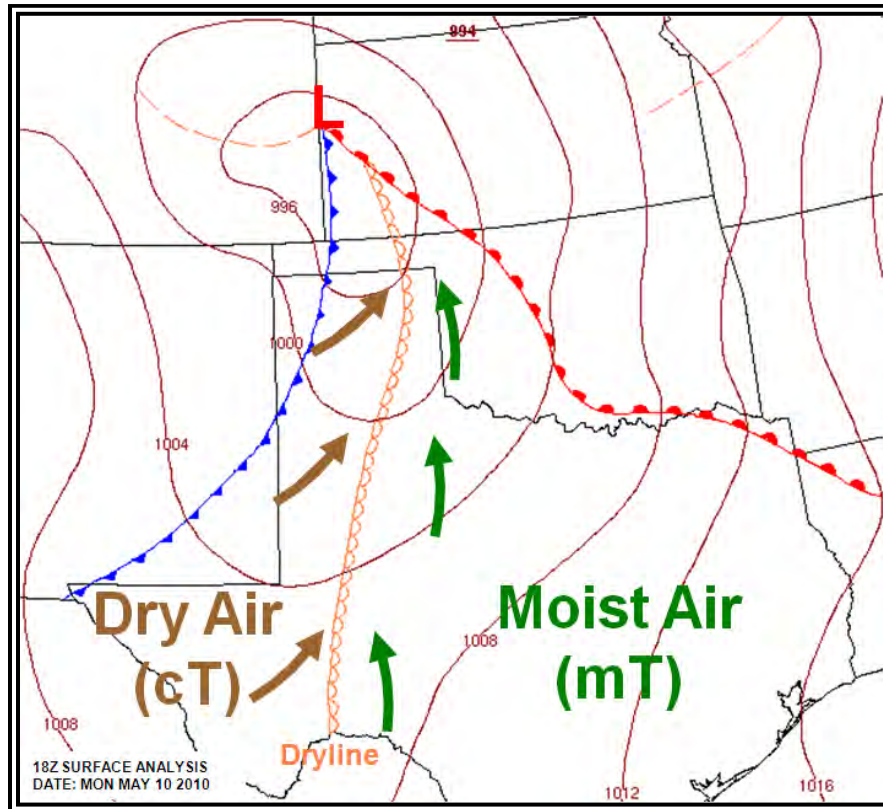 994
L
996
1000
1004
Dry Air
(cT)
Moist Air
(mT)
1008
1008
Dryline
18Z SURFACE ANALYSIS
DATE: MON MAY 10 2010
1012
1016